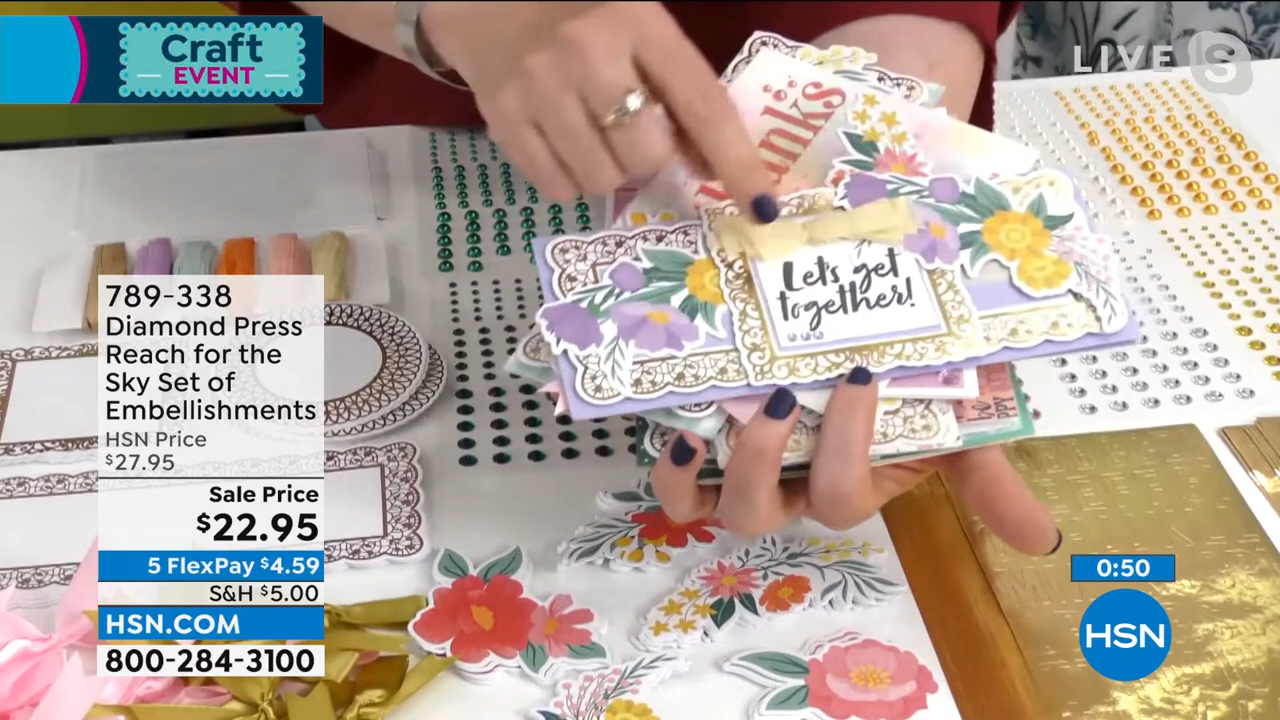 Craft
EVENT
LIVE S
Let's get
together!
789-338
Diamond Press
Reach for the
Sky Set of
Embellishments
HSN Price
$27.95
Sale Price
$22.95
5 FlexPay $4.59
S&H $5.00
HSN.COM
800-284-3100
0:50
HSN